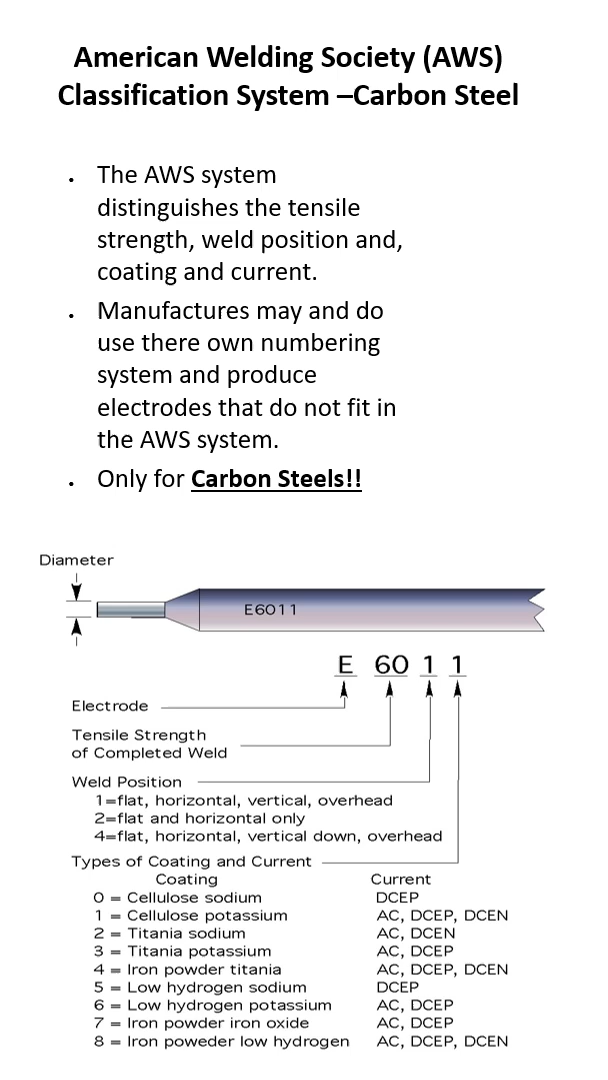 American Welding Society (AWS)
Classification System –Carbon Steel
• The AWS system
distinguishes the tensile
strength, weld position and,
coating and current.
• Manufactures may and do
use there own numbering
system and produce
electrodes that do not fit in
the AWS system.
• Only for Carbon Steels!!
Diameter
E6011
E 60 1 1
Electrode
Tensile Strength
of Completed Weld
Weld Position
1=flat, horizontal, vertical, overhead
2=flat and horizontal only
4=flat, horizontal, vertical down, overhead
Types of Coating and Current
Coating Current
0 = Cellulose sodium DCEP
1 = Cellulose potassium AC, DCEP, DCEN
2 = Titania sodium AC, DCEN
3 = Titania potassium AC, DCEP
4 = Iron powder titania AC, DCEP, DCEN
5 = Low hydrogen sodium DCEP
6 = Low hydrogen potassium AC, DCEP
7 = Iron powder iron oxide AC, DCEP
8 = Iron poweder low hydrogen AC, DCEP, DCEN